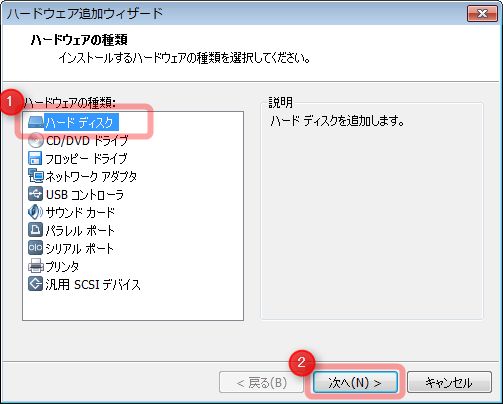 ハードウェア追加ウィザード
ハードウェアの種類
インストールするハードウェアの種類を選択してください。
1
ハードウェアの種類:
ハード ディスク
CD/DVD ドライブ
フロッピー ドライブ
ネットワーク アダプタ
USB コントローラ
サウンド カード
パラレル ポート
シリアル ポート
プリンタ
汎用 SCSI デバイス
説明
ハード ディスクを追加します。
2
< 戻る(B)
次へ(N) >
キャンセル